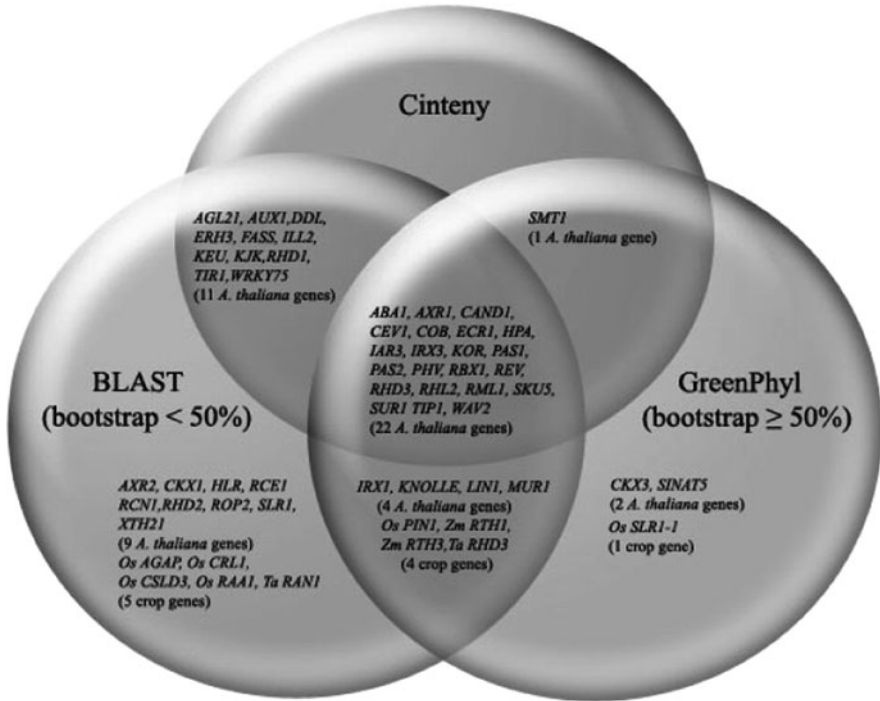 Cinteny
AGL21, AUX1,DDL,
ERH3, FASS, ILL2,
KEU, KJK,RHD1,
TIR1,WRKY75
(11 A. thaliana genes)
SMT1
(1 A. thaliana gene)
ABA1, AXR1, CAND1,
CEV1, COB, ECR1, HPA,
IAR3, IRX3, KOR, PAS1,
PAS2, PHV, RBX1, REV,
RHD3, RHL2, RML1, SKU5,
SUR1 TIP1, WAV2
(22 A. thaliana genes)
BLAST
(bootstrap < 50%)
GreenPhyl
(bootstrap ≥ 50%)
AXR2, CKX1, HLR, RCE1
RCN1,RHD2, ROP2, SLR1,
XTH21
(9 A. thaliana genes)
Os AGAP, Os CRL1,
Os CSLD3, Os RAA1, Ta RAN1
(5 crop genes)
IRX1, KNOLLE, LIN1, MUR1
(4 A. thaliana genes)
Os PIN1, Zm RTH1,
Zm RTH3,Ta RHD3
(4 crop genes)
CKX3, SINAT5
(2 A. thaliana genes)
Os SLR1-1
(1 crop gene)